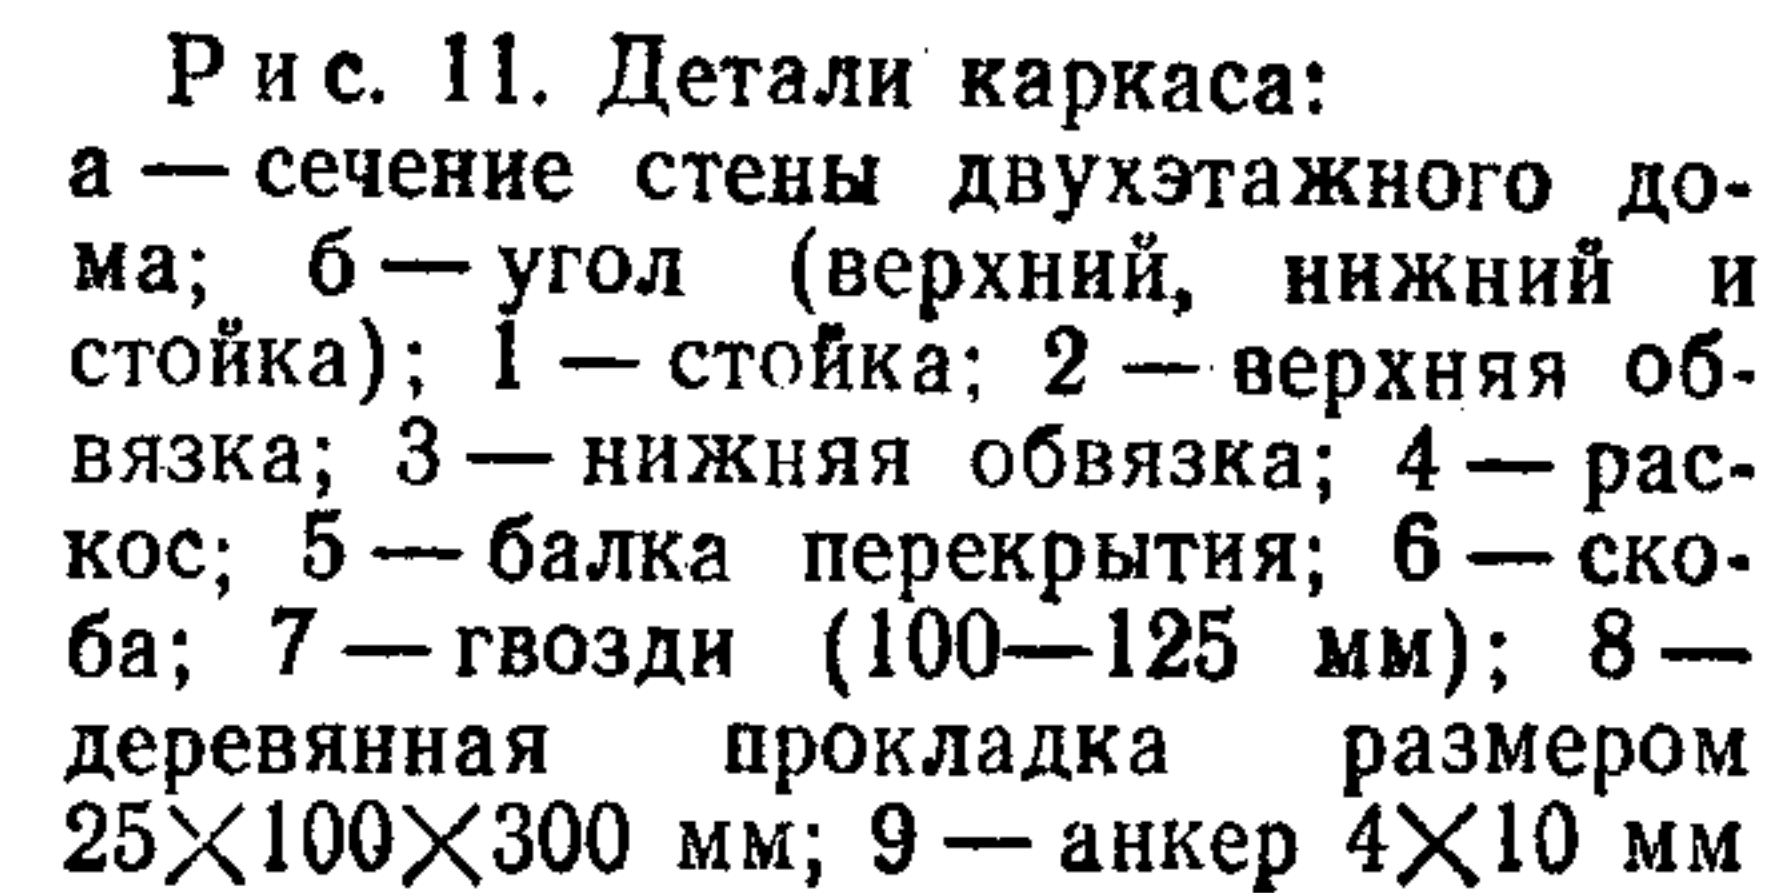 Рис. 11. Детали каркаса:
а — сечение стены двухэтажного до-
ма; б — угол (верхний, нижний и
стойка); 1 — стойка; 2 — верхняя об-
вязка; 3 — нижняя обвязка; 4 — рас-
кос; 5 — балка перекрытия; 6 — ско-
ба; 7 — гвозди (100—125 мм); 8 —
деревянная прокладка размером
25×100×300 мм; 9 — анкер 4×10 мм